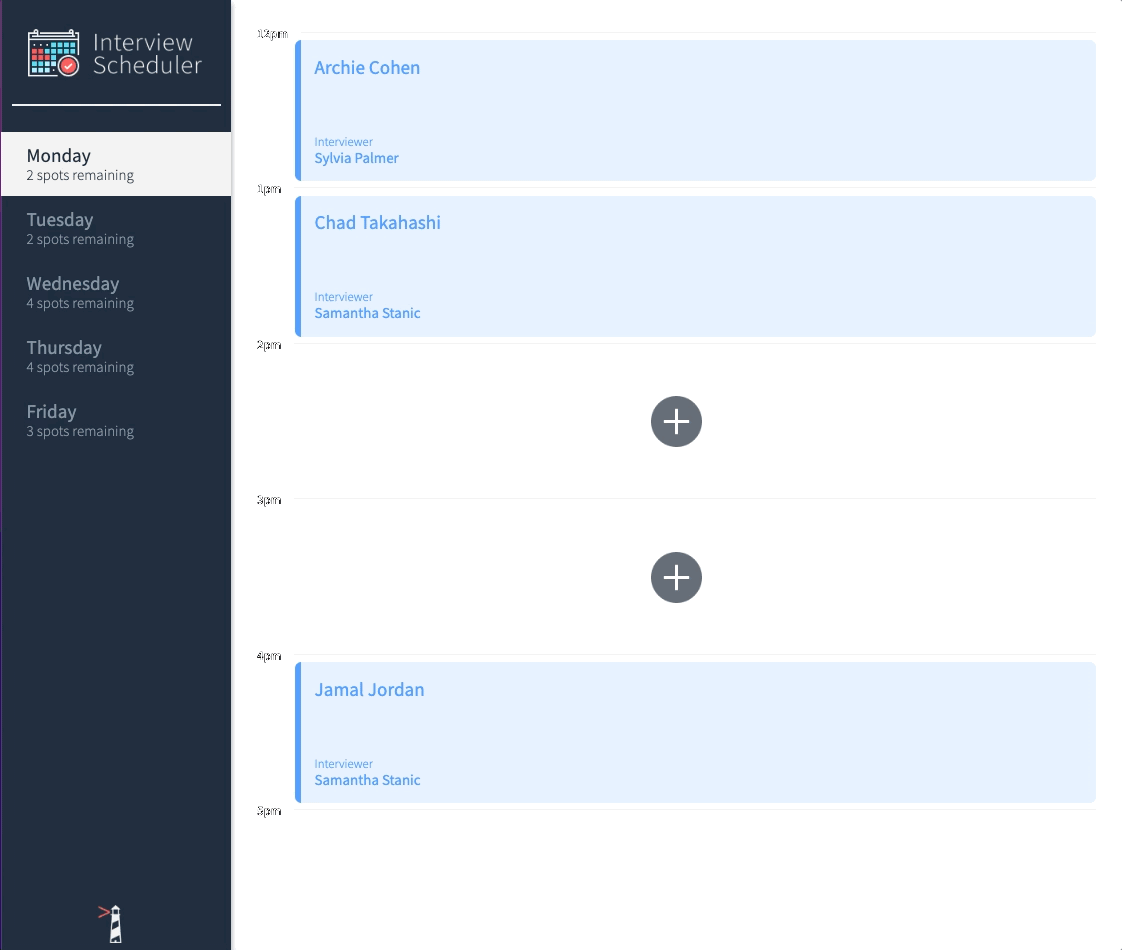 Interview
Scheduler
Monday
2 spots remaining
Tuesday
2 spots remaining
Wednesday
4 spots remaining
Thursday
4 spots remaining
Friday
3 spots remaining
12pm
Archie Cohen
Interviewer
Sylvia Palmer
1pm
Chad Takahashi
Interviewer
Samantha Stanic
2pm
3pm
4pm
Jamal Jordan
Interviewer
Samantha Stanic
5pm